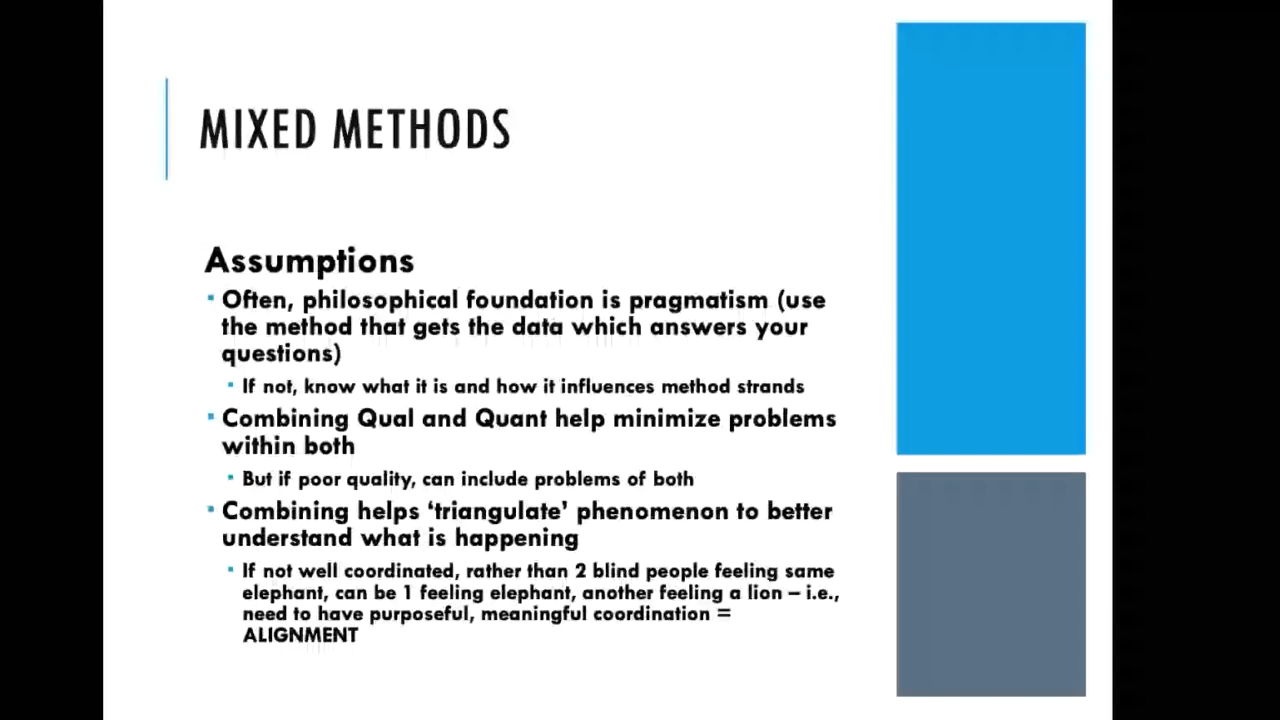 MIXED METHODS
Assumptions
▪ Often, philosophical foundation is pragmatism (use
the method that gets the data which answers your
questions)
▪ If not, know what it is and how it influences method strands
▪ Combining Qual and Quant help minimize problems
within both
▪ But if poor quality, can include problems of both
▪ Combining helps ‘triangulate’ phenomenon to better
understand what is happening
▪ If not well coordinated, rather than 2 blind people feeling same
elephant, can be 1 feeling elephant, another feeling a lion – i.e.,
need to have purposeful, meaningful coordination =
ALIGNMENT